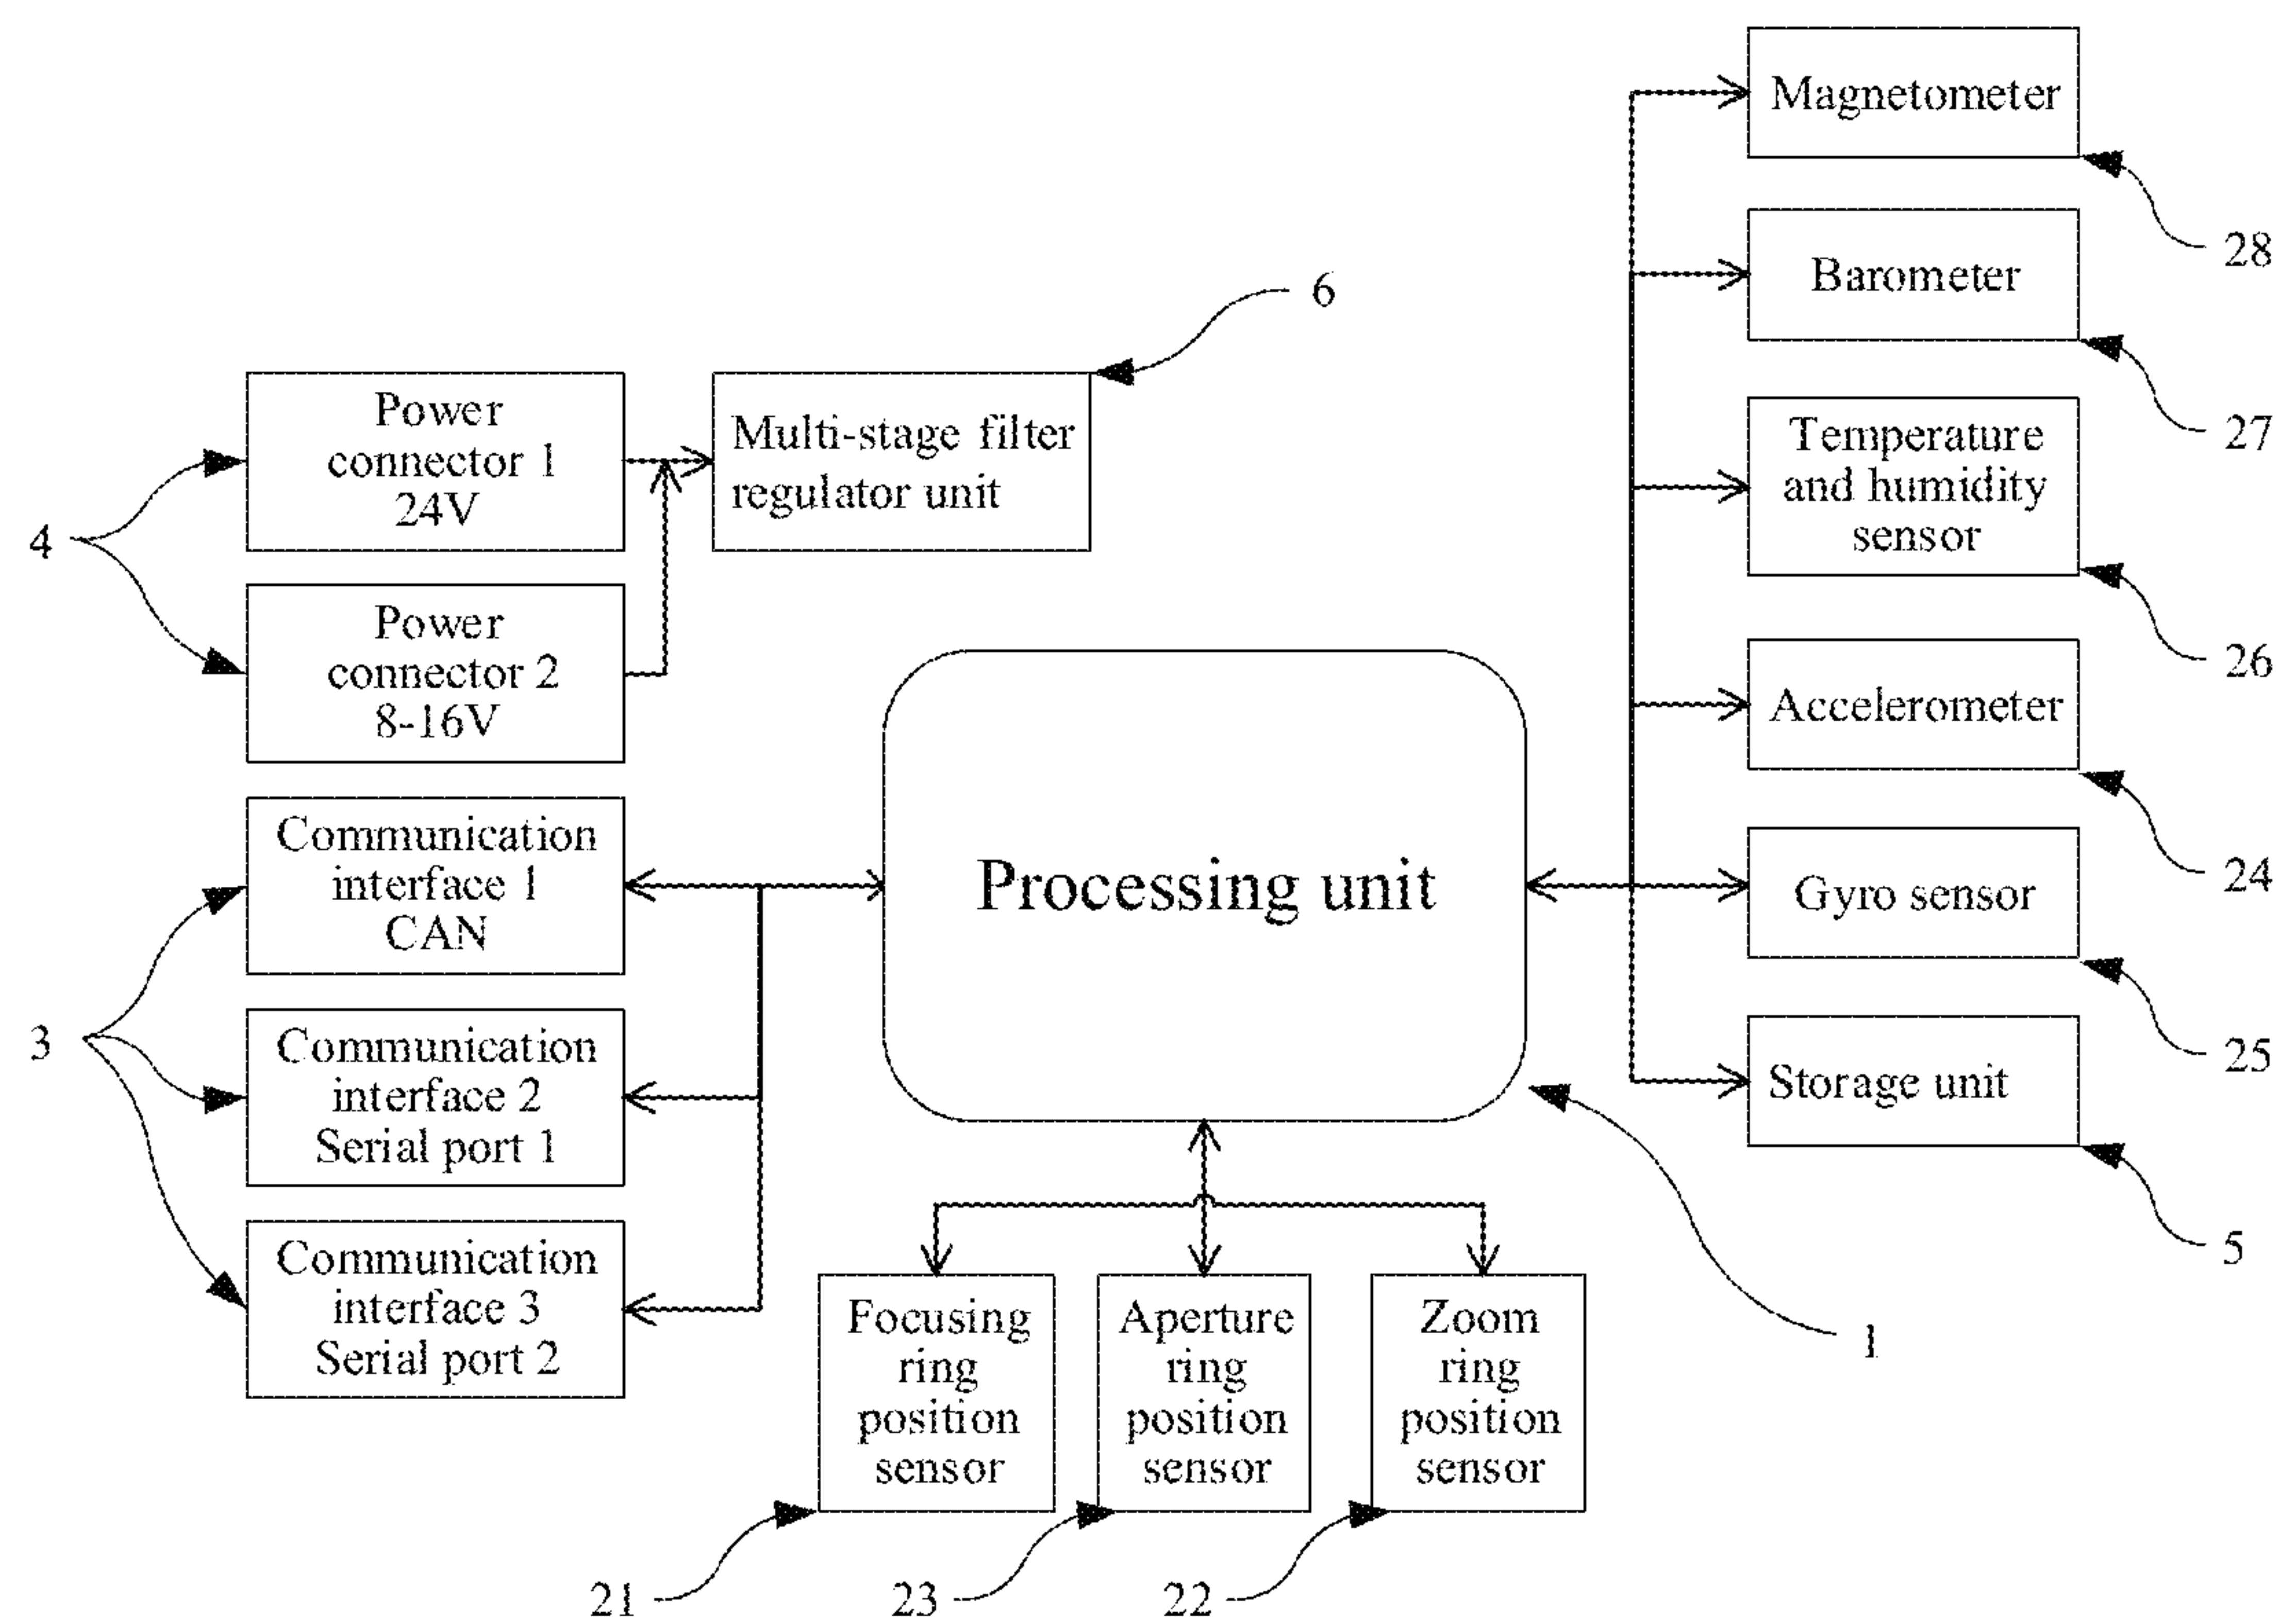 Magnetometer
28
Barometer
27
6
Power
connector 1
24V
Multi-stage filter
regulator unit
Temperature
and humidity
sensor
26
4
Power
connector 2
8-16V
Accelerometer
24
Communication
interface 1
CAN
Processing unit
Gyro sensor
25
3
Communication
interface 2
Serial port 1
Storage unit
5
Communication
interface 3
Serial port 2
Focusing
ring
position
sensor
Aperture
ring
position
sensor
Zoom
ring
position
sensor
1
21
23
22